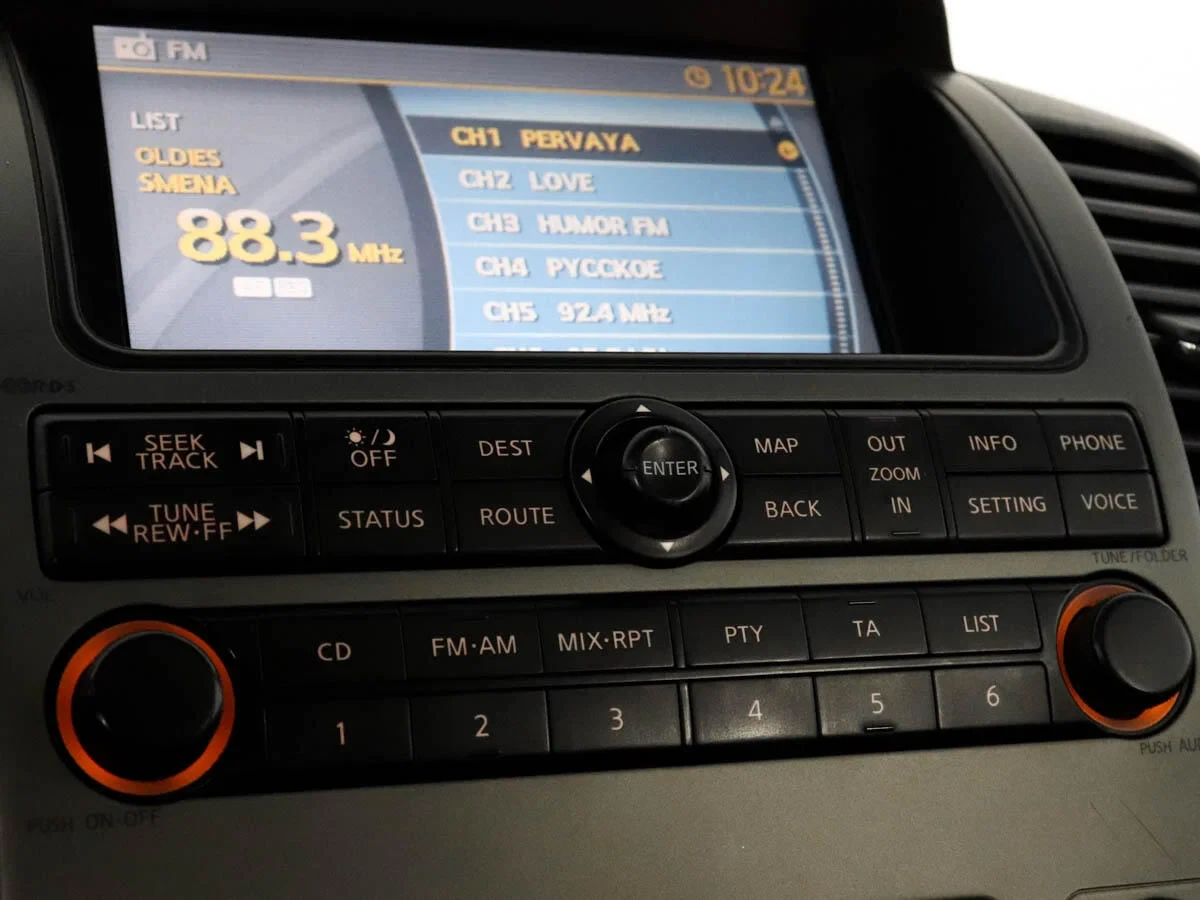 FM
10:24
LIST
OLDIES
SMENA
88.3 MHz
CH1 PERVAYA
CH2 LOVE
CH3 HUMOR FM
CH4 PYCCKOE
CH5 92.4 MHz
SEEK
TRACK
OFF
DEST
ENTER
MAP
OUT
ZOOM
IN
INFO
PHONE
TUNE
REW·FF
STATUS
ROUTE
BACK
SETTING
VOICE
TUNE/FOLDER
CD
FM·AM
MIX·RPT
PTY
TA
LIST
1
2
3
4
5
6
PUSH ON·OFF
PUSH AU